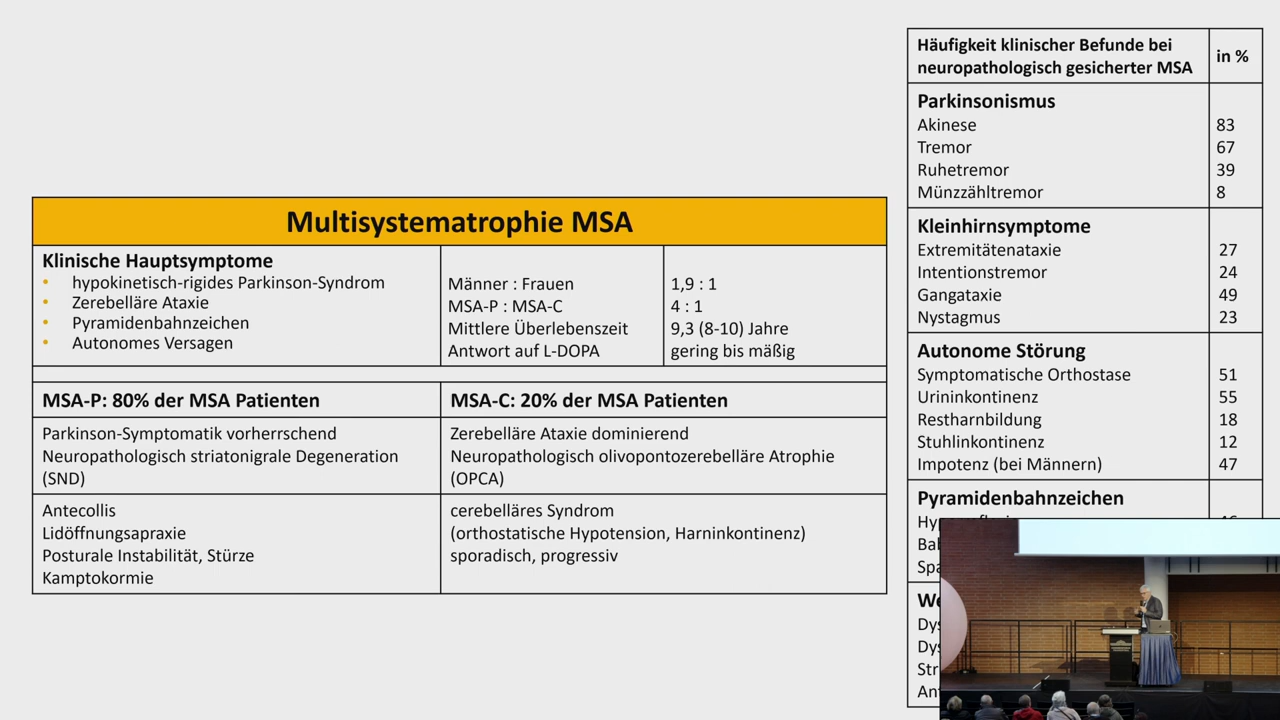 Multisystematrophie MSA
Klinische Hauptsymptome
• hypokinetisch-rigides Parkinson-Syndrom
• Zerebelläre Ataxie
• Pyramidenbahnzeichen
• Autonomes Versagen
Männer : Frauen 1,9 : 1
MSA-P : MSA-C 4 : 1
Mittlere Überlebenszeit 9,3 (8-10) Jahre
Antwort auf L-DOPA gering bis mäßig
MSA-P: 80% der MSA Patienten
Parkinson-Symptomatik vorherrschend
Neuropathologisch striatonigrale Degeneration
(SND)
Antecollis
Lidöffnungsapraxie
Posturale Instabilität, Stürze
Kamptokormie
MSA-C: 20% der MSA Patienten
Zerebelläre Ataxie dominierend
Neuropathologisch olivopontozerebelläre Atrophie
(OPCA)
cerebelläres Syndrom
(orthostatische Hypotension, Harninkontinenz)
sporadisch, progressiv
Häufigkeit klinischer Befunde bei
neuropathologisch gesicherter MSA
in %
Parkinsonismus
Akinese 83
Tremor 67
Ruhetremor 39
Münzzähltremor 8
Kleinhirnsymptome
Extremitätenataxie 27
Intentionstremor 24
Gangataxie 49
Nystagmus 23
Autonome Störung
Symptomatische Orthostase 51
Urininkontinenz 55
Restharnbildung 18
Stuhlinkontinenz 12
Impotenz (bei Männern) 47
Pyramidenbahnzeichen